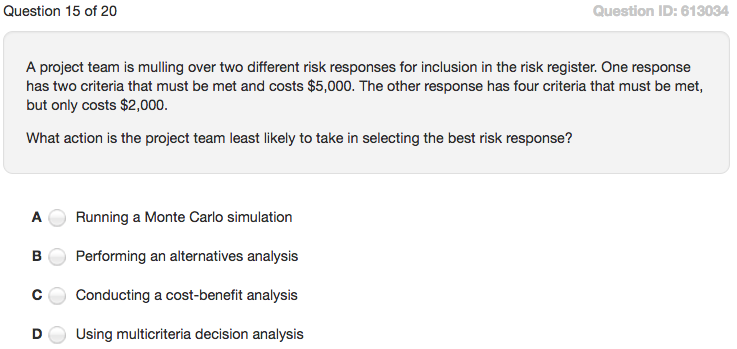 Question 15 of 20
Question ID: 613034
A project team is mulling over two different risk responses for inclusion in the risk register. One response
has two criteria that must be met and costs $5,000. The other response has four criteria that must be met,
but only costs $2,000.
What action is the project team least likely to take in selecting the best risk response?
A Running a Monte Carlo simulation
B Performing an alternatives analysis
C Conducting a cost-benefit analysis
D Using multicriteria decision analysis